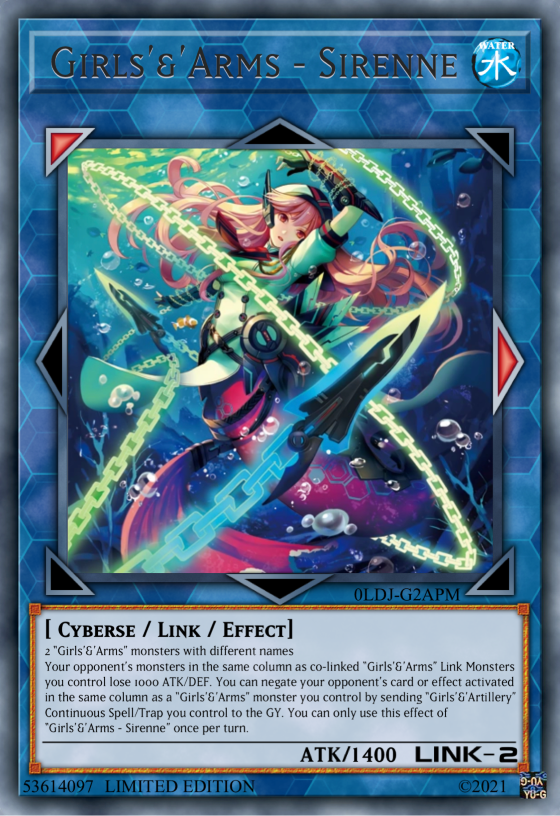 Girls'&'Arms - Sirenne
WATER
水
0LDJ-G2APM
[ Cyberse / Link / Effect]
2 "Girls'&'Arms" monsters with different names
Your opponent's monsters in the same column as co-linked "Girls'&'Arms" Link Monsters
you control lose 1000 ATK/DEF. You can negate your opponent's card or effect activated
in the same column as a "Girls'&'Arms" monster you control by sending "Girls'&'Artillery"
Continuous Spell/Trap you control to the GY. You can only use this effect of
"Girls'&'Arms - Sirenne" once per turn.
ATK/1400 LINK-2
53614097 LIMITED EDITION ©2021
YU-G
YU-G